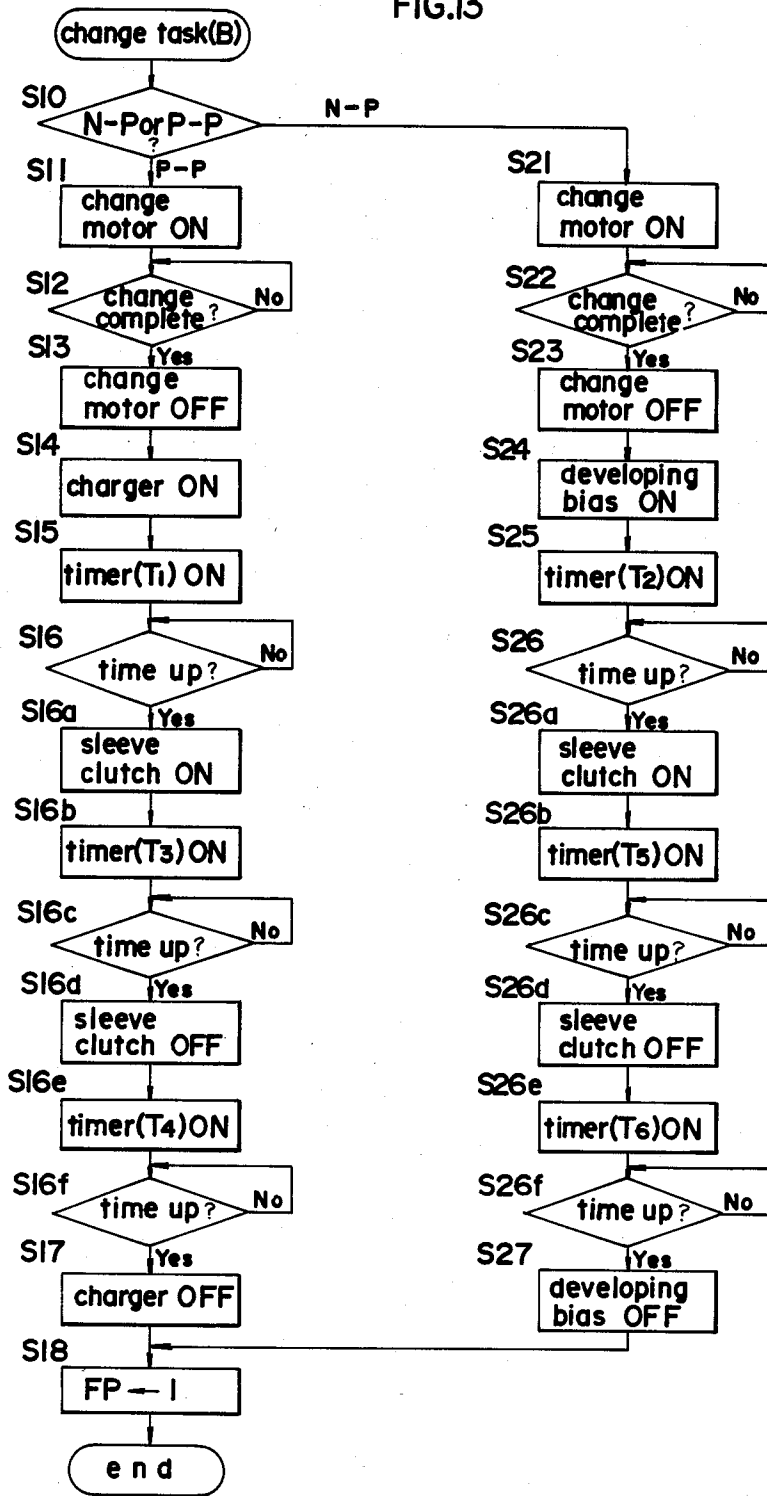 FIG.13
change task(B)
S10
N-P or P-P
?
N-P
P-P
S11
change
motor ON
S12
change
complete?
No
Yes
S13
change
motor OFF
S14
charger ON
S15
timer(T1) ON
S16
time up?
No
Yes
S16a
sleeve
clutch ON
S16b
timer(T3) ON
S16c
time up?
No
Yes
S16d
sleeve
clutch OFF
S16e
timer(T4) ON
S16f
time up?
No
Yes
S17
charger OFF
S18
FP ← 1
end
S21
change
motor ON
S22
change
complete?
No
Yes
S23
change
motor OFF
S24
developing
bias ON
S25
timer(T2) ON
S26
time up?
No
Yes
S26a
sleeve
clutch ON
S26b
timer(T5) ON
S26c
time up?
No
Yes
S26d
sleeve
clutch OFF
S26e
timer(T6) ON
S26f
time up?
No
Yes
S27
developing
bias OFF